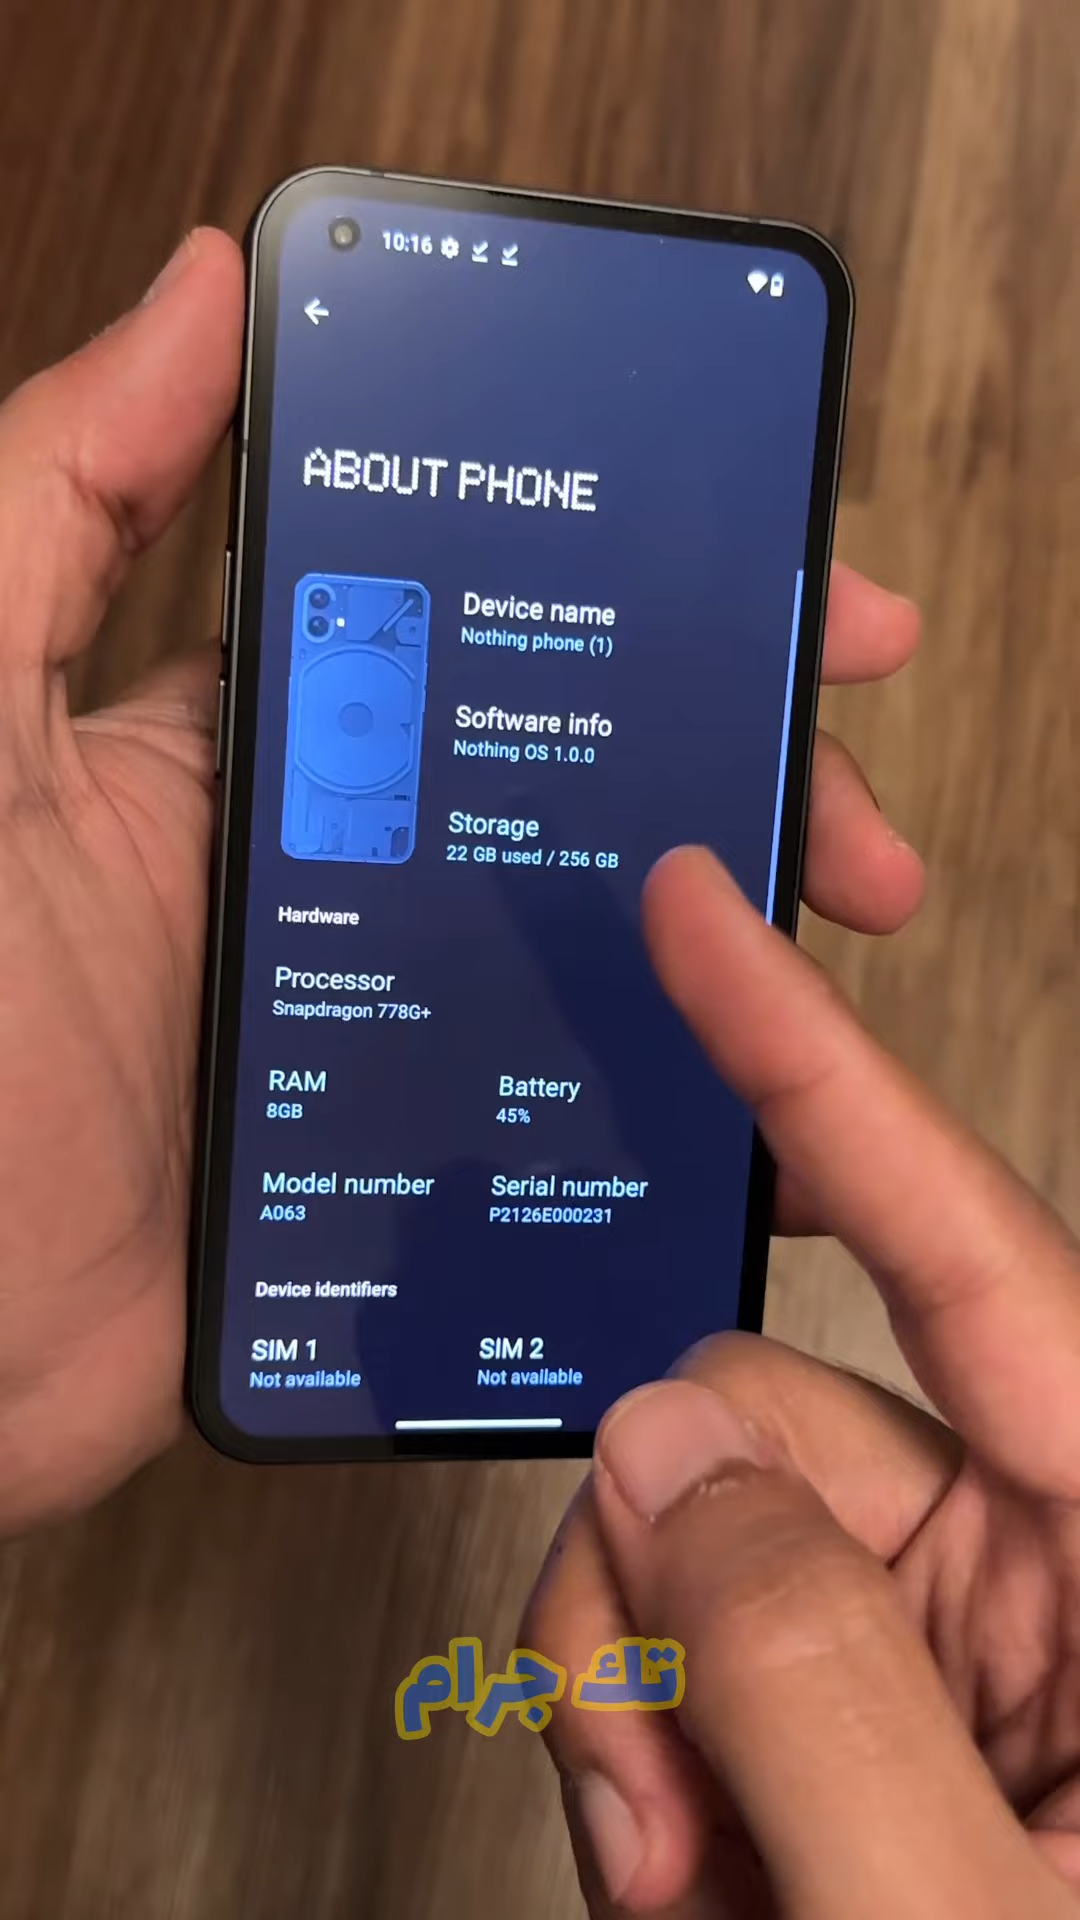 10:16
ABOUT PHONE
Device name
Nothing phone (1)
Software info
Nothing OS 1.0.0
Storage
22 GB used / 256 GB
Hardware
Processor
Snapdragon 778G+
RAM
8GB
Battery
45%
Model number
A063
Serial number
P2126E000231
Device identifiers
SIM 1
Not available
SIM 2
Not available
تك جرام